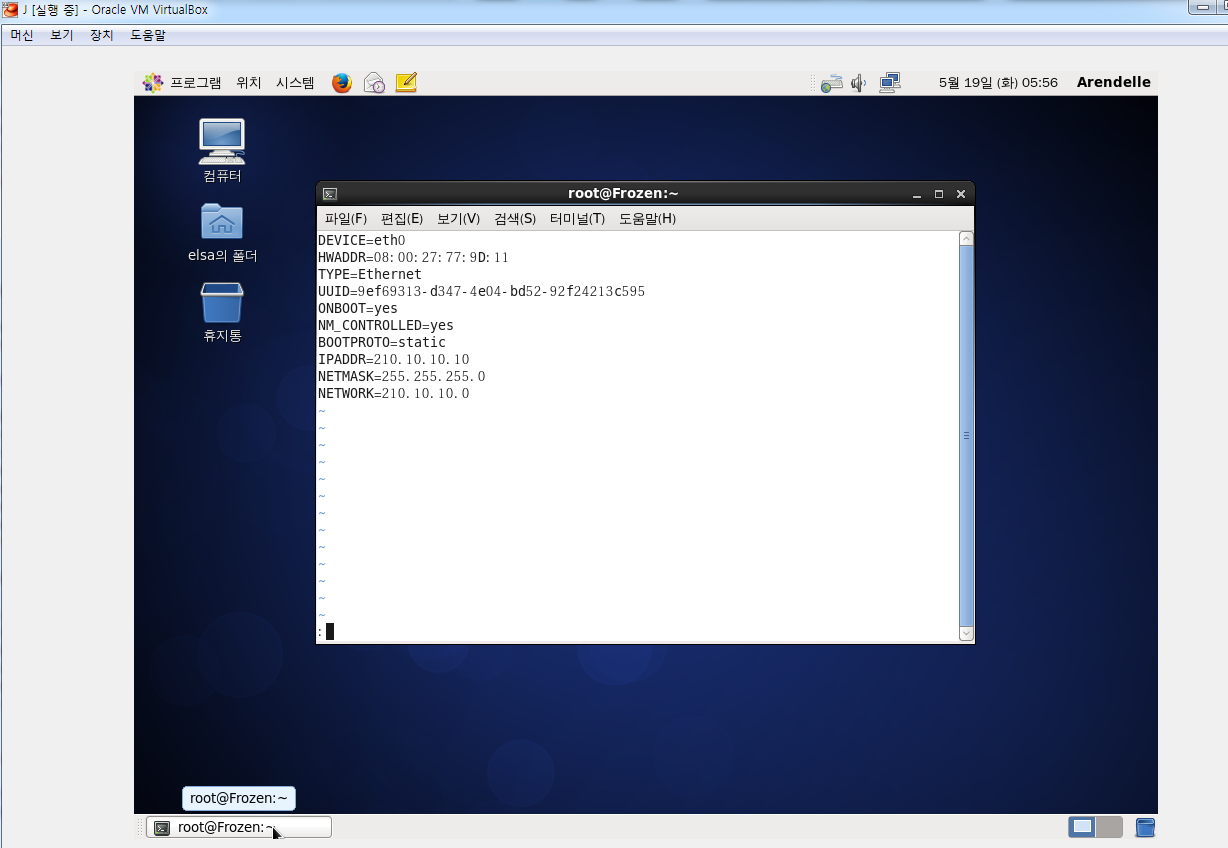 J [실행 중] - Oracle VM VirtualBox
머신 보기 장치 도움말
프로그램 위치 시스템 5월 19일 (화) 05:56 Arendelle
컴퓨터
elsa의 폴더
휴지통
root@Frozen:~
파일(F) 편집(E) 보기(V) 검색(S) 터미널(T) 도움말(H)
DEVICE=eth0
HWADDR=08:00:27:77:9D:11
TYPE=Ethernet
UUID=9ef69313-d347-4e04-bd52-92f24213c595
ONBOOT=yes
NM_CONTROLLED=yes
BOOTPROTO=static
IPADDR=210.10.10.10
NETMASK=255.255.255.0
NETWORK=210.10.10.0
~
~
~
~
~
~
~
~
~
~
~
~
~
:
root@Frozen:~
root@Frozen:~